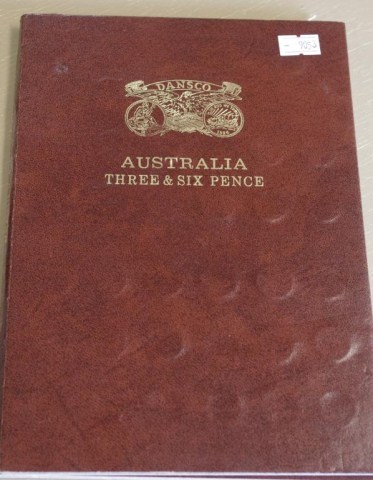 DANSCO
AUSTRALIA
THREE & SIX PENCE